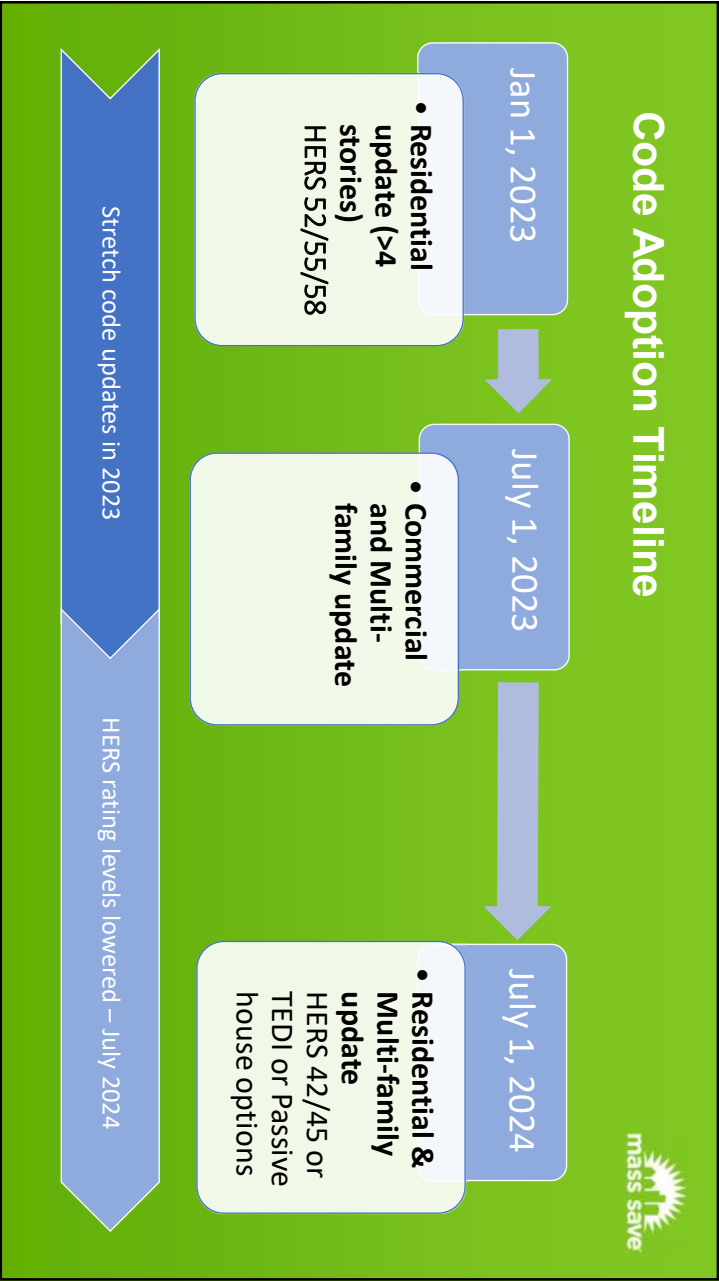 Code Adoption Timeline
mass save
Jan 1, 2023
• Residential
update (>4
stories)
HERS 52/55/58
July 1, 2023
• Commercial
and Multi-
family update
July 1, 2024
• Residential &
Multi-family
update
HERS 42/45 or
TEDI or Passive
house options
Stretch code updates in 2023
HERS rating levels lowered – July 2024